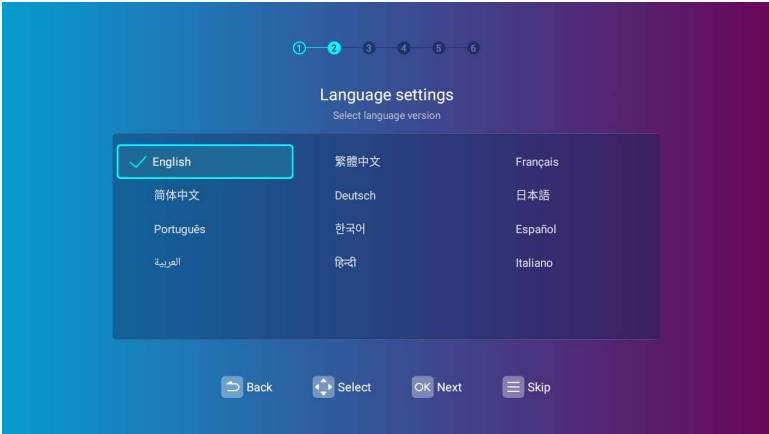 1 2 3 4 5 6
Language settings
Select language version
English 繁體中文 Français
简体中文 Deutsch 日本語
Português 한국어 Español
العربية हिन्दी Italiano
Back Select OK Next Skip